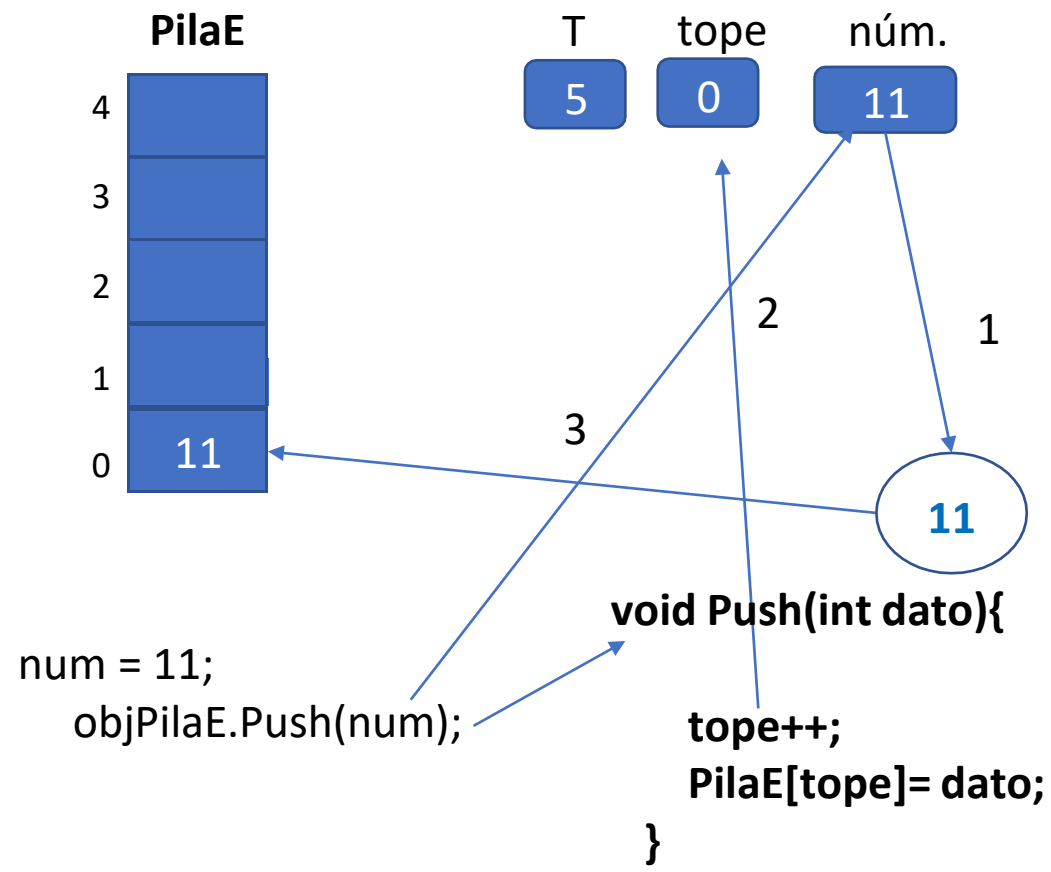 PilaE
T
tope
núm.
5
0
11
4
3
2
1
0
11
2
1
3
11
void Push(int dato){
num = 11;
objPilaE.Push(num);
tope++;
PilaE[tope]= dato;
}